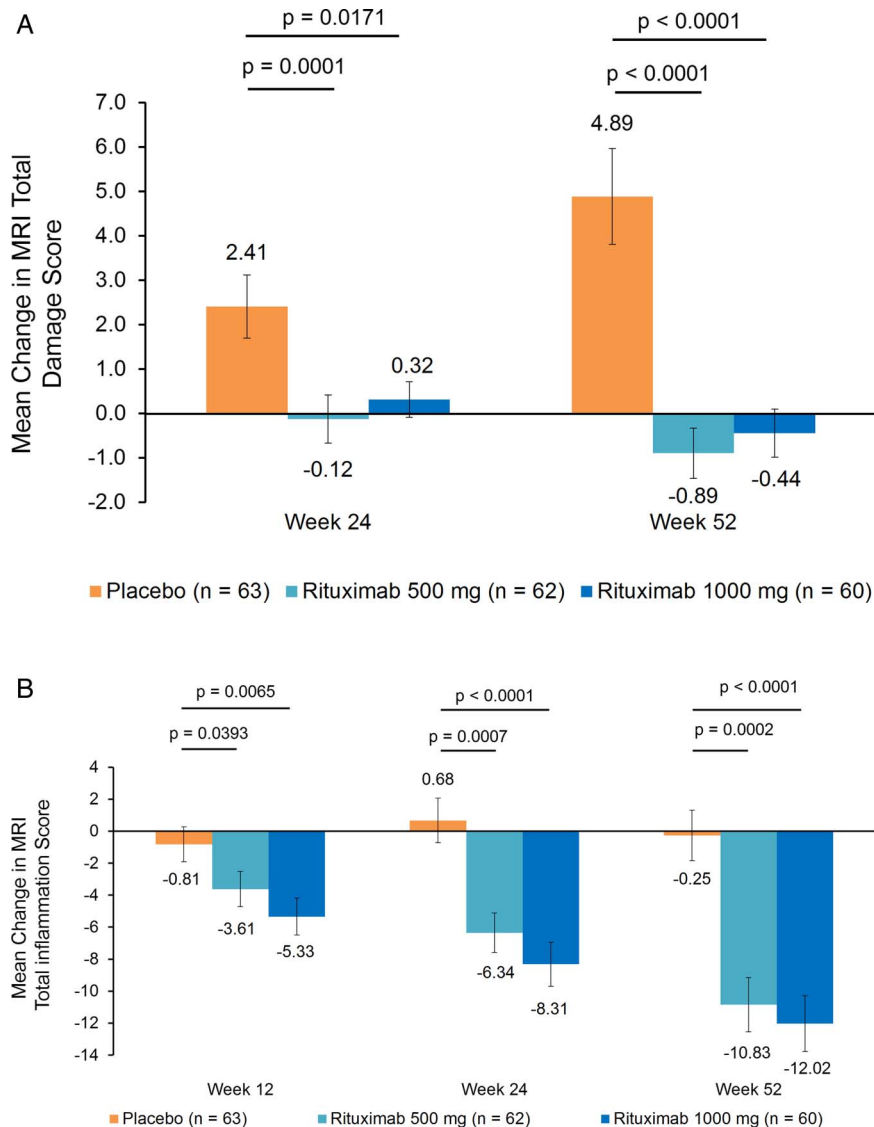 A
p = 0.0171
p < 0.0001
p = 0.0001
p < 0.0001
Mean Change in MRI Total
Damage Score
7.0
6.0
5.0
4.0
3.0
2.0
1.0
0.0
-1.0
-2.0
2.41
-0.12
0.32
4.89
-0.89
-0.44
Week 24
Week 52
Placebo (n = 63)
Rituximab 500 mg (n = 62)
Rituximab 1000 mg (n = 60)
B
p = 0.0065
p < 0.0001
p < 0.0001
p = 0.0393
p = 0.0007
p = 0.0002
Mean Change in MRI
Total inflammation Score
4
2
0
-2
-4
-6
-8
-10
-12
-14
-0.81
-3.61
-5.33
0.68
-6.34
-8.31
-0.25
-10.83
-12.02
Week 12
Week 24
Week 52
Placebo (n = 63)
Rituximab 500 mg (n = 62)
Rituximab 1000 mg (n = 60)